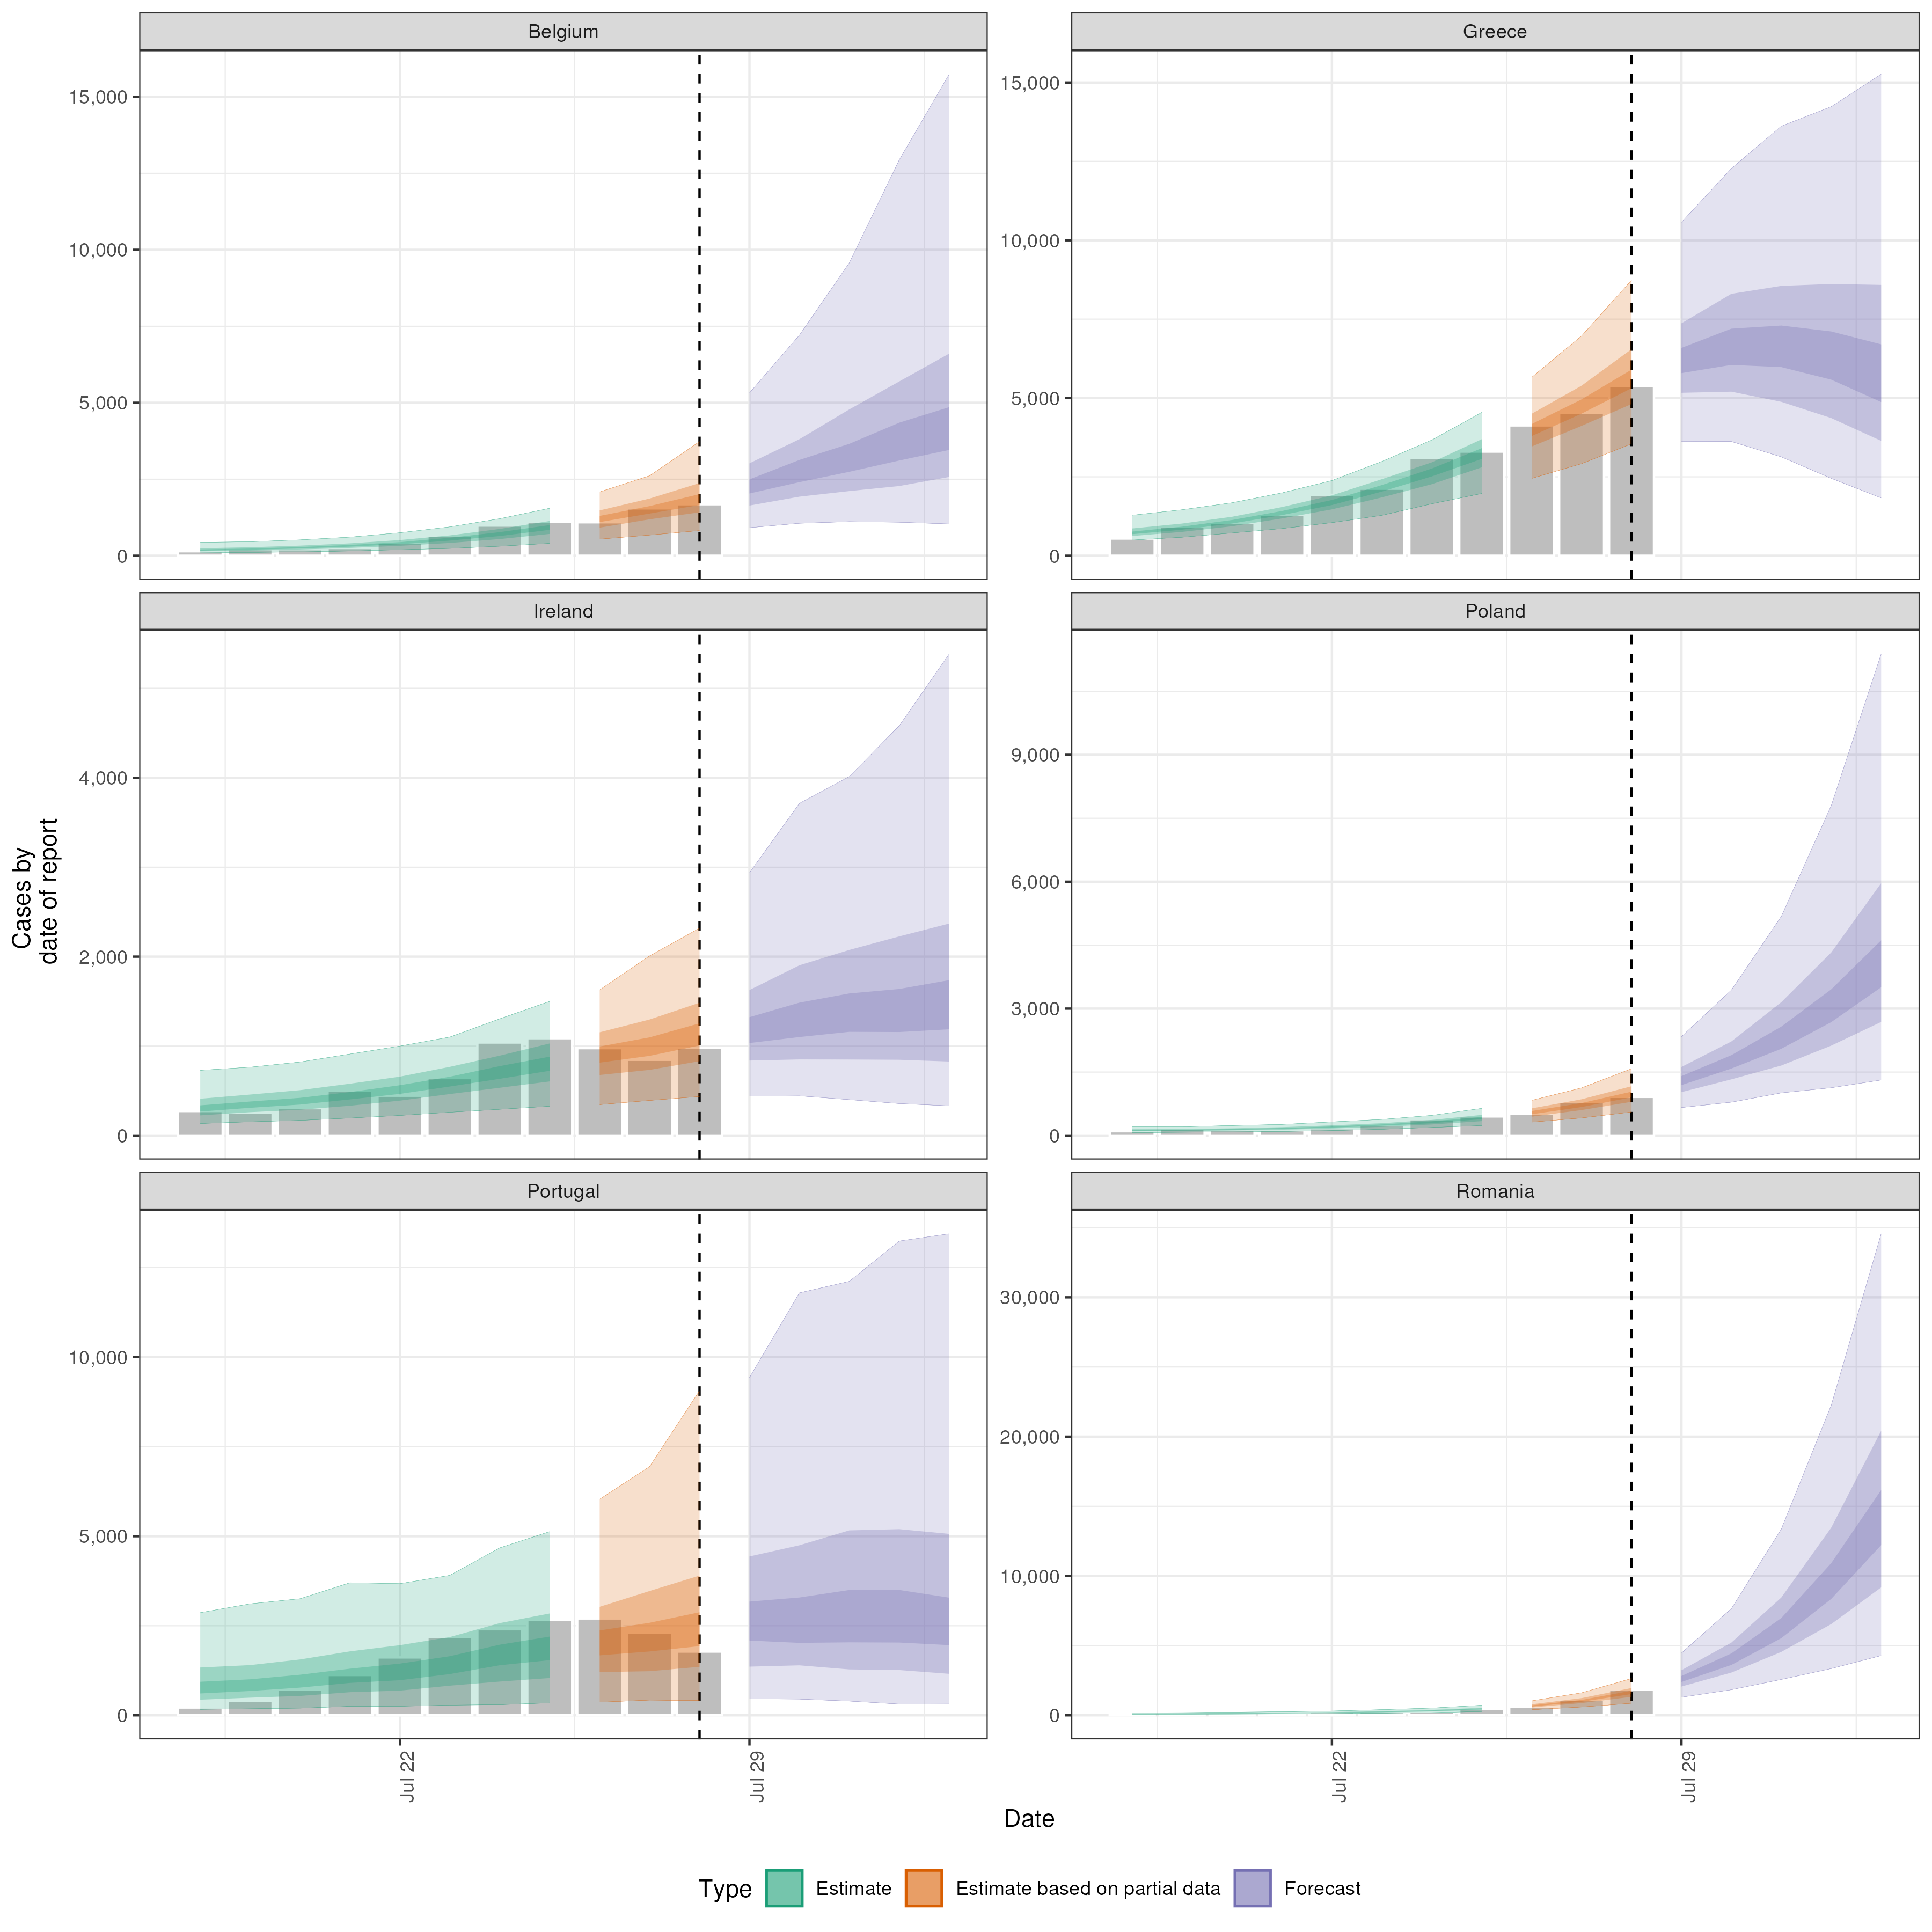 Belgium
Greece
15,000
10,000
5,000
0
15,000
10,000
5,000
0
Ireland
Poland
4,000
2,000
0
9,000
6,000
3,000
0
Portugal
Romania
10,000
5,000
0
30,000
20,000
10,000
0
Cases by
date of report
Jul 22
Jul 29
Jul 22
Jul 29
Date
Type
Estimate
Estimate based on partial data
Forecast